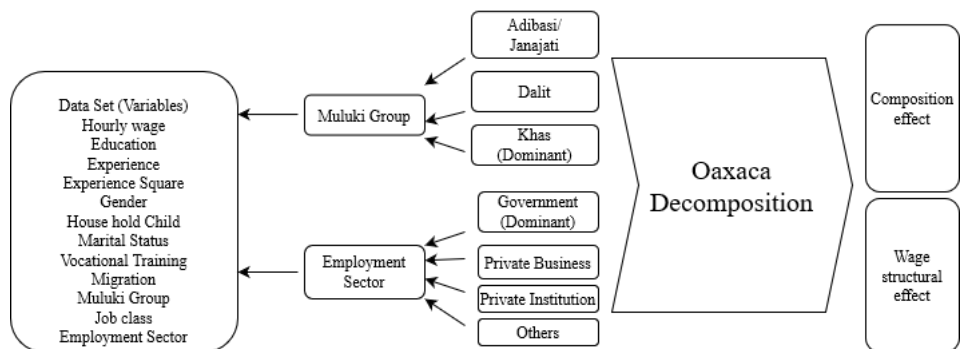 Data Set (Variables)
Hourly wage
Education
Experience
Experience Square
Gender
House hold Child
Marital Status
Vocational Training
Migration
Muluki Group
Job class
Employment Sector
Muluki Group
Employment
Sector
Adibasi/
Janajati
Dalit
Khas
(Dominant)
Government
(Dominant)
Private Business
Private Institution
Others
Oaxaca
Decomposition
Composition
effect
Wage
structural
effect